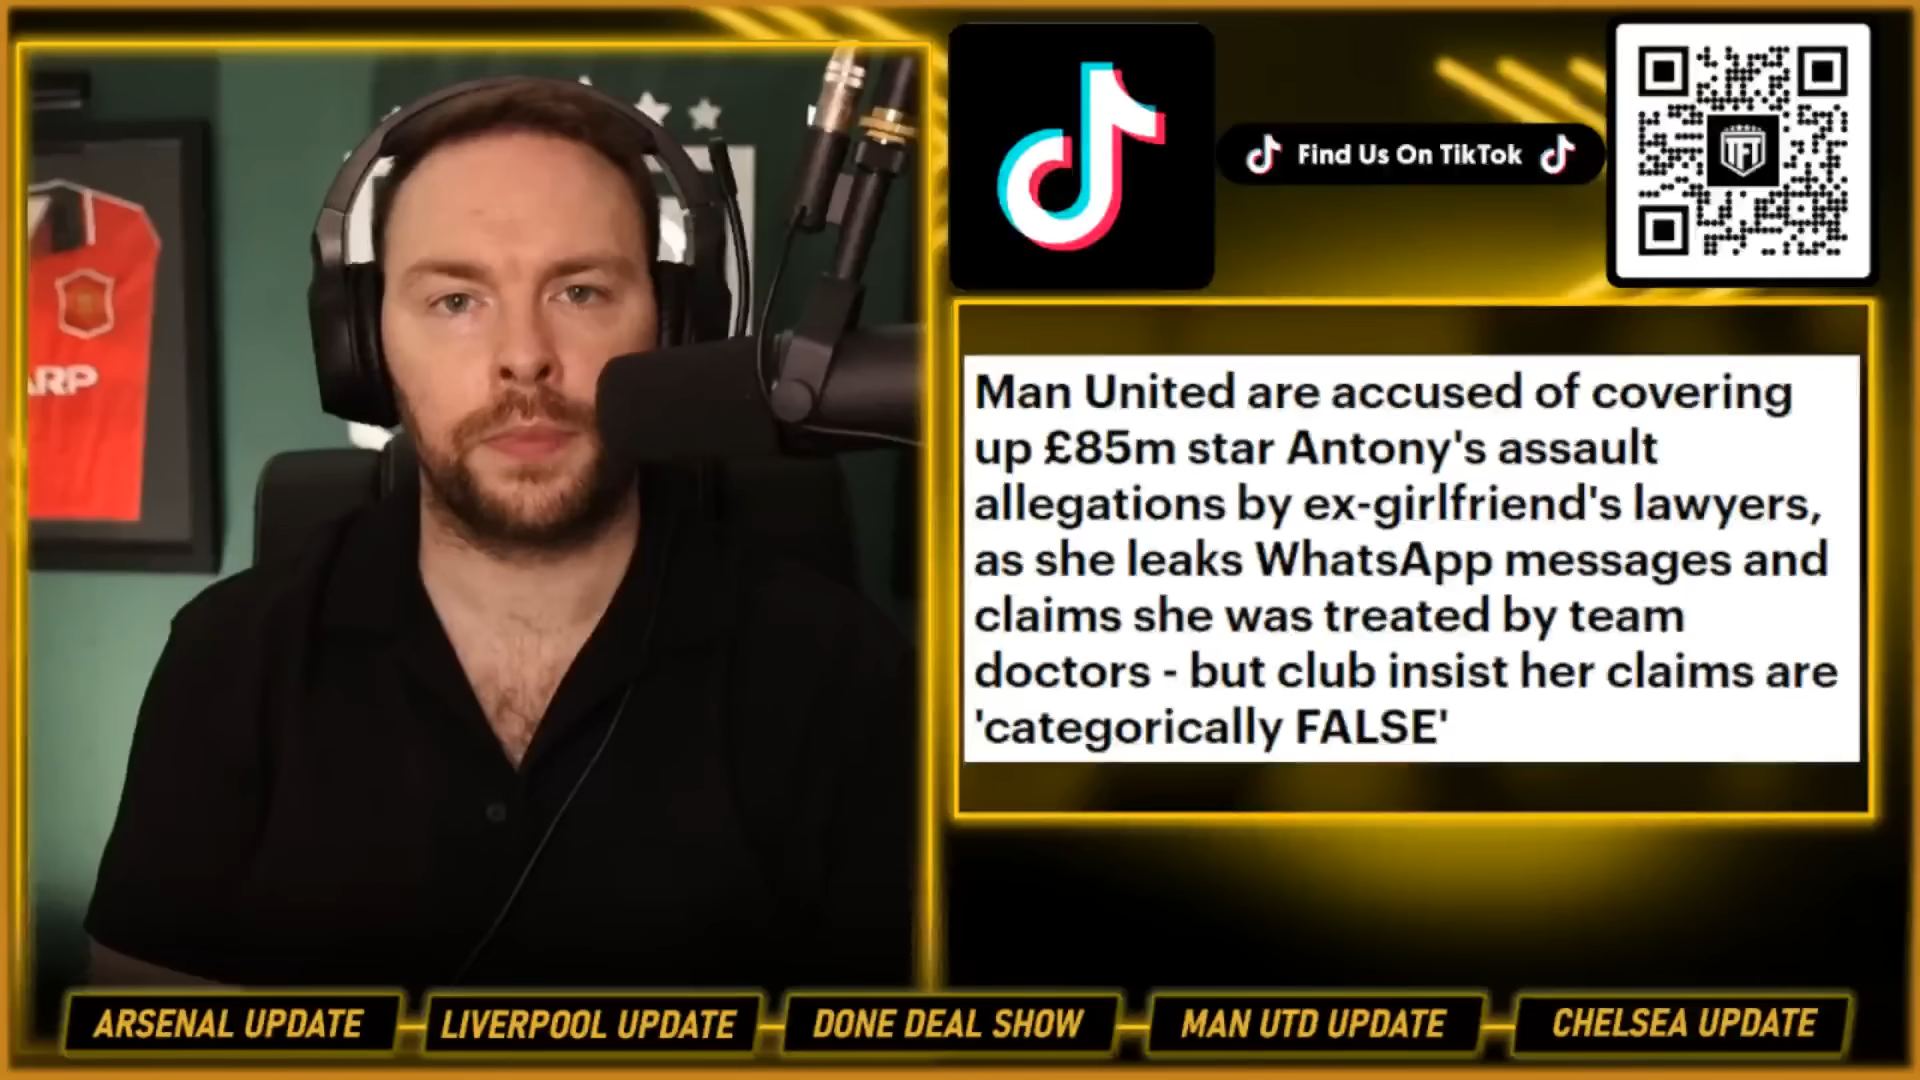 ARP
Find Us On TikTok
TFT
Man United are accused of covering
up £85m star Antony's assault
allegations by ex-girlfriend's lawyers,
as she leaks WhatsApp messages and
claims she was treated by team
doctors - but club insist her claims are
'categorically FALSE'
ARSENAL UPDATE
LIVERPOOL UPDATE
DONE DEAL SHOW
MAN UTD UPDATE
CHELSEA UPDATE